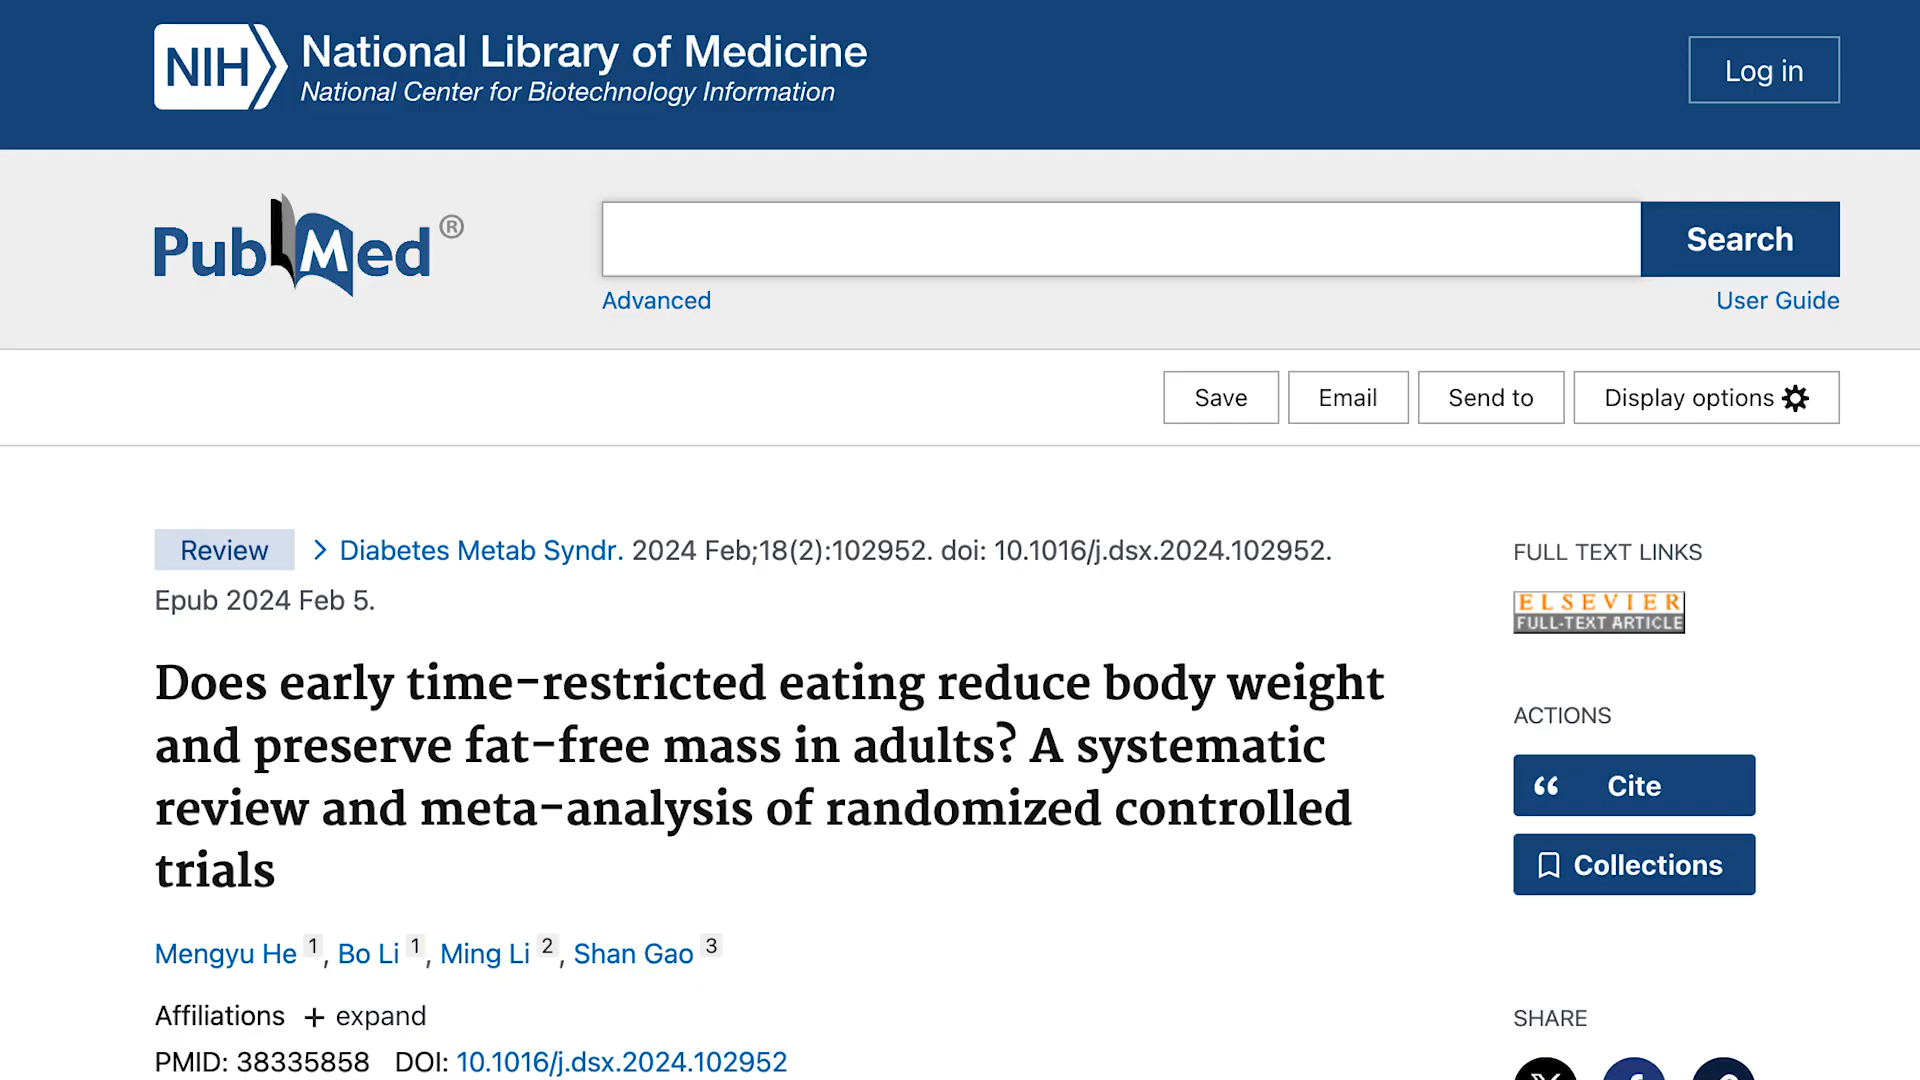 NIH National Library of Medicine
National Center for Biotechnology Information
Log in
PubMed®
Search
Advanced
User Guide
Save Email Send to Display options
Review > Diabetes Metab Syndr. 2024 Feb;18(2):102952. doi: 10.1016/j.dsx.2024.102952.
Epub 2024 Feb 5.
Does early time-restricted eating reduce body weight
and preserve fat-free mass in adults? A systematic
review and meta-analysis of randomized controlled
trials
Mengyu He 1, Bo Li 1, Ming Li 2, Shan Gao 3
Affiliations + expand
PMID: 38335858 DOI: 10.1016/j.dsx.2024.102952
FULL TEXT LINKS
ELSEVIER
FULL-TEXT ARTICLE
ACTIONS
Cite
Collections
SHARE